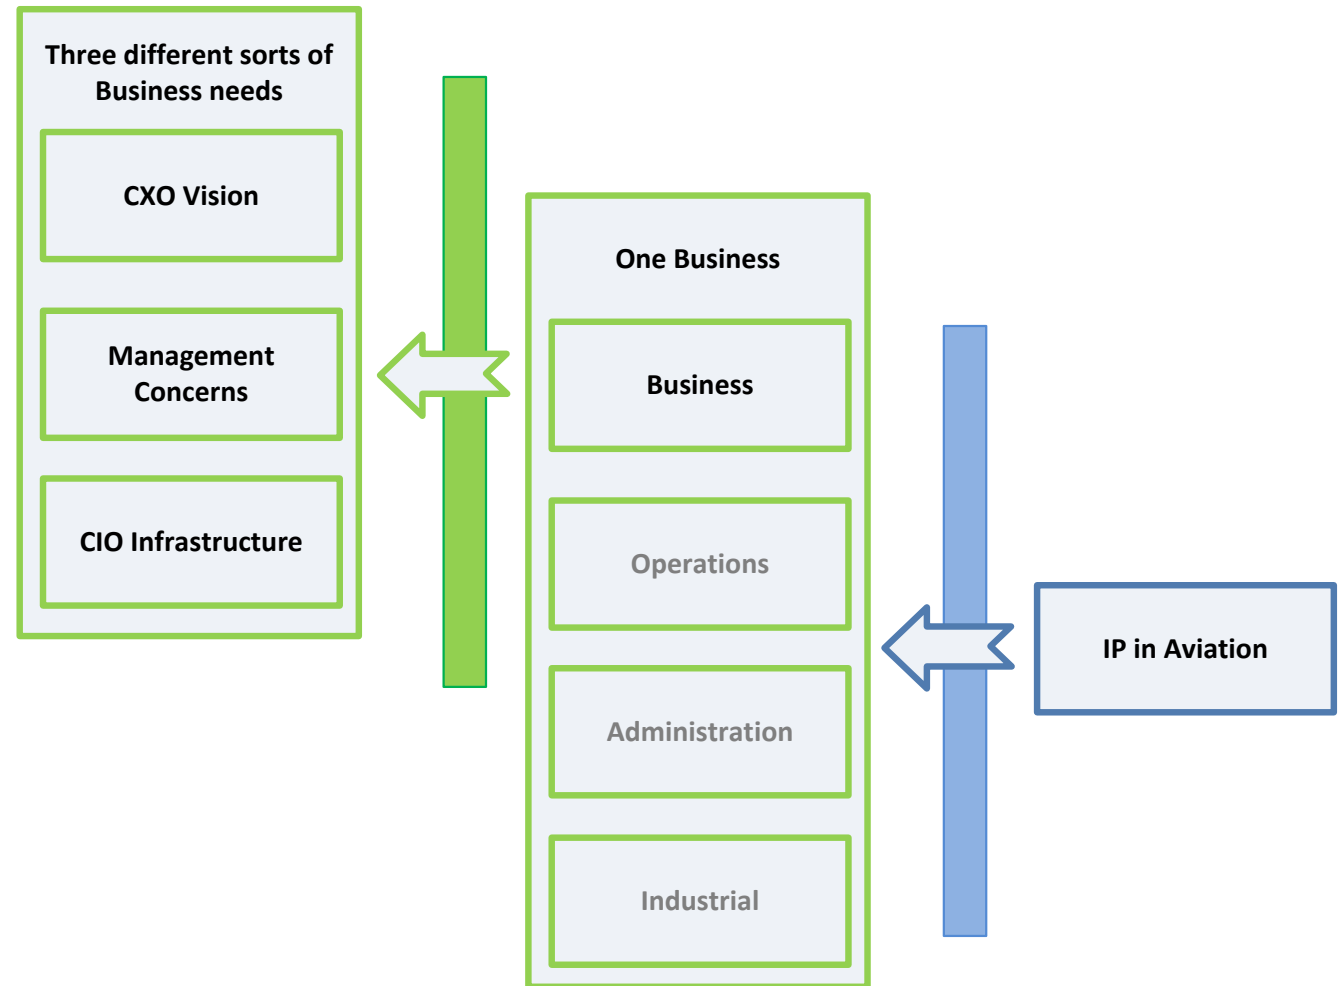 Three different sorts of
Business needs
CXO Vision
Management
Concerns
CIO Infrastructure
One Business
Business
Operations
Administration
Industrial
IP in Aviation